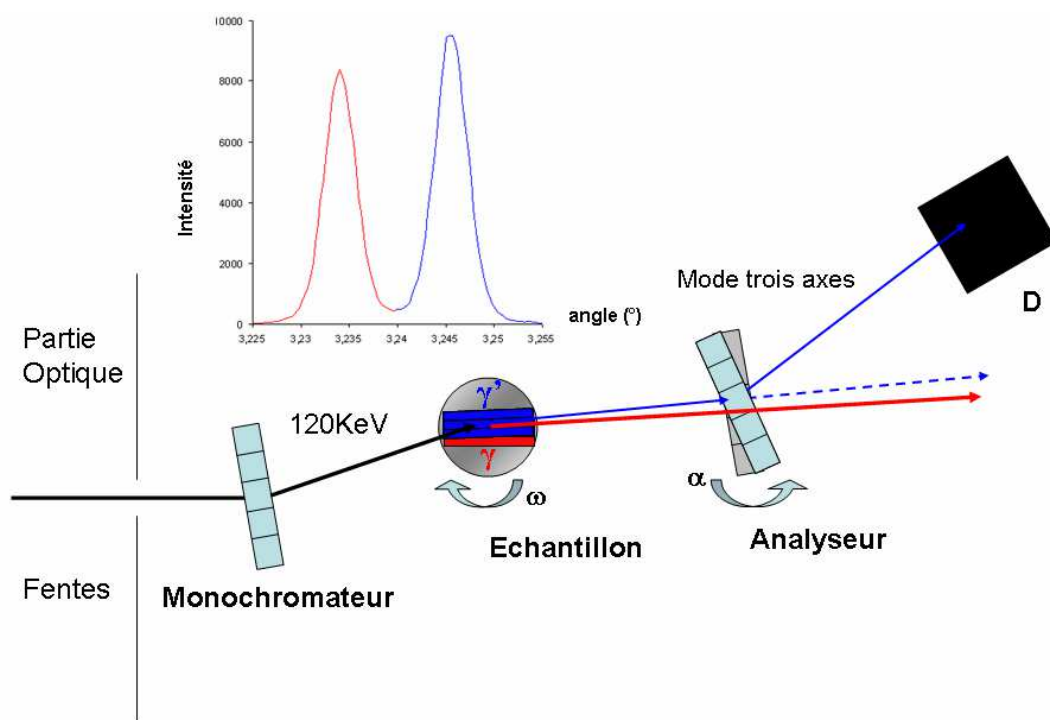 10000
8000
6000
4000
2000
0
Intensité
3,225 3,23 3,235 3,24 3,245 3,25 3,255
angle (°)
Mode trois axes
D
Partie
Optique
120KeV
γ'
γ
ω
α
Echantillon
Analyseur
Fentes
Monochromateur